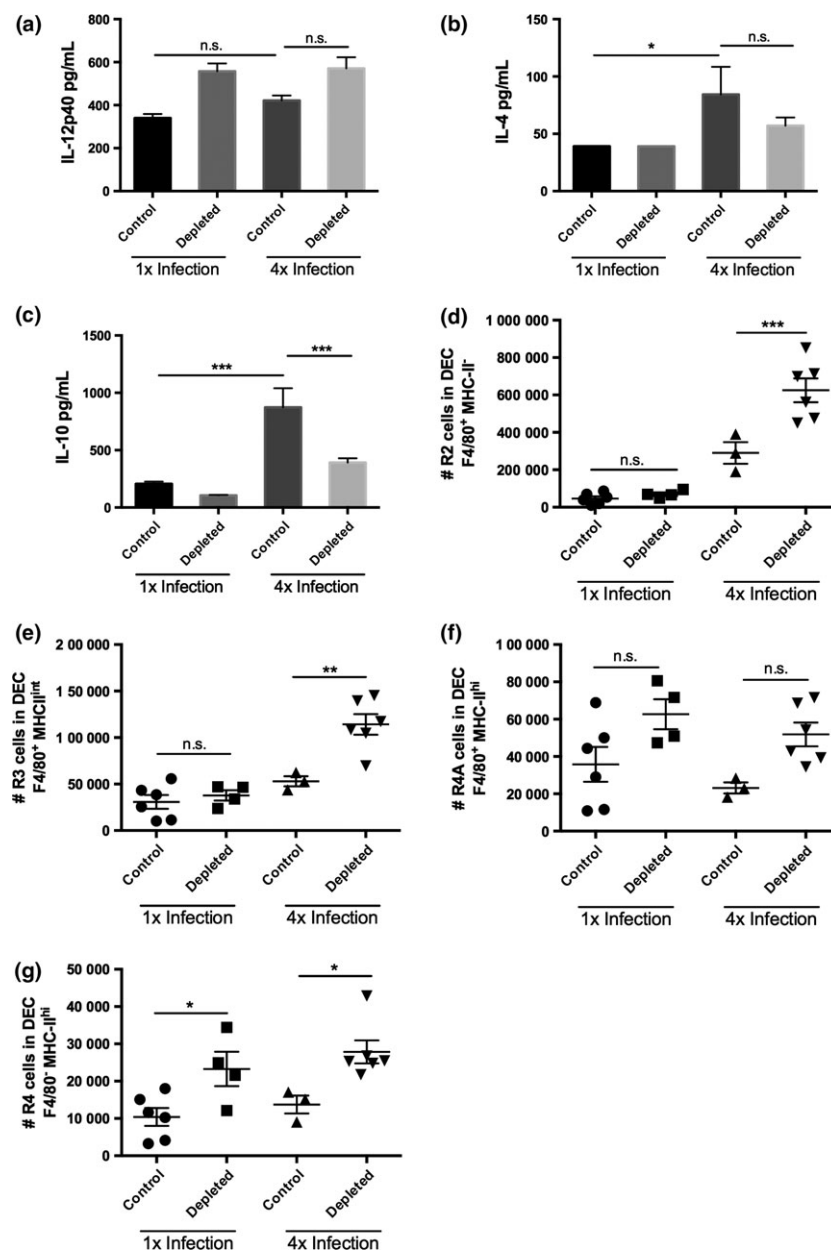 (a)
IL-12p40 pg/mL
800
600
400
200
0
n.s.
n.s.
Control
Depleted
Control
Depleted
1x Infection
4x Infection
(b)
IL-4 pg/mL
150
100
50
0
*
n.s.
Control
Depleted
Control
Depleted
1x Infection
4x Infection
(c)
IL-10 pg/mL
1500
1000
500
0
***
***
Control
Depleted
Control
Depleted
1x Infection
4x Infection
(d)
# R2 cells in DEC
F4/80⁺ MHC-II⁻
1 000 000
800 000
600 000
400 000
200 000
0
n.s.
***
Control
Depleted
Control
Depleted
1x Infection
4x Infection
(e)
# R3 cells in DEC
F4/80⁺ MHCIIⁱⁿᵗ
2 00 000
1 50 000
100 000
50 000
0
n.s.
**
Control
Depleted
Control
Depleted
1x Infection
4x Infection
(f)
# R4A cells in DEC
F4/80⁺ MHC-IIʰⁱ
1 00 000
80 000
60 000
40 000
20 000
0
n.s.
n.s.
Control
Depleted
Control
Depleted
1x Infection
4x Infection
(g)
# R4 cells in DEC
F4/80⁻ MHC-IIʰⁱ
50 000
40 000
30 000
20 000
10 000
0
*
*
Control
Depleted
Control
Depleted
1x Infection
4x Infection